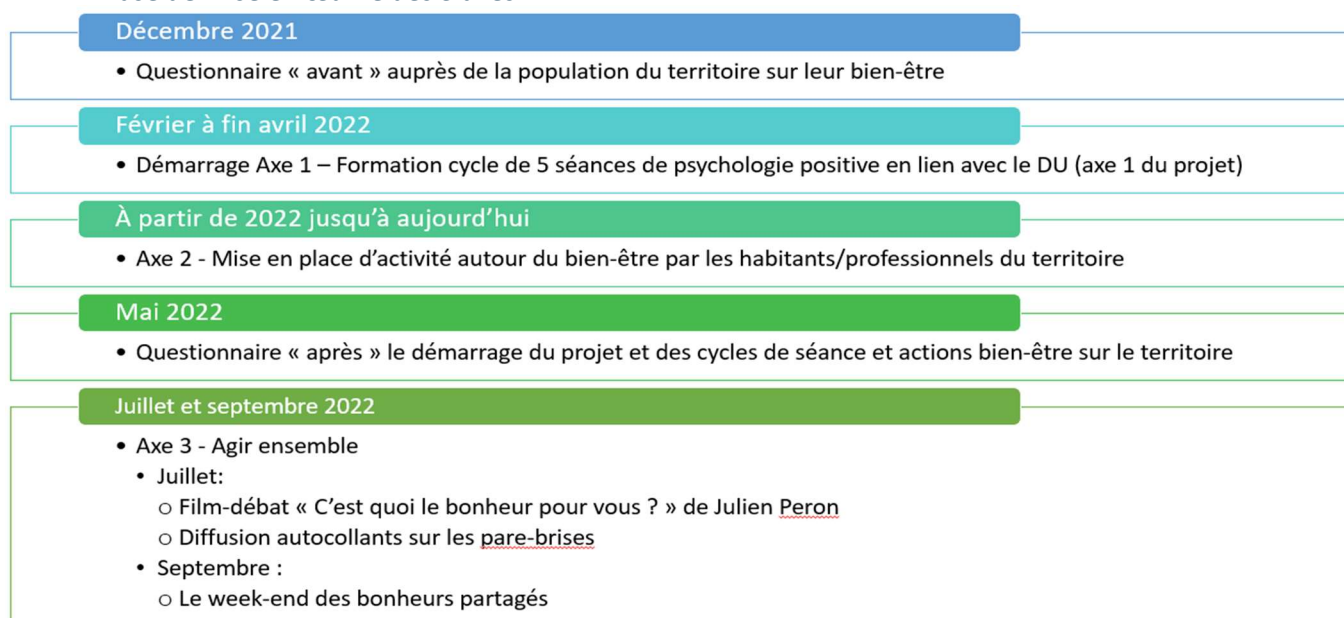 Décembre 2021
• Questionnaire « avant » auprès de la population du territoire sur leur bien-être
Février à fin avril 2022
• Démarrage Axe 1 – Formation cycle de 5 séances de psychologie positive en lien avec le DU (axe 1 du projet)
À partir de 2022 jusqu’à aujourd’hui
• Axe 2 - Mise en place d’activité autour du bien-être par les habitants/professionnels du territoire
Mai 2022
• Questionnaire « après » le démarrage du projet et des cycles de séance et actions bien-être sur le territoire
Juillet et septembre 2022
• Axe 3 - Agir ensemble
• Juillet:
o Film-débat « C’est quoi le bonheur pour vous ? » de Julien Peron
o Diffusion autocollants sur les pare-brises
• Septembre :
o Le week-end des bonheurs partagés